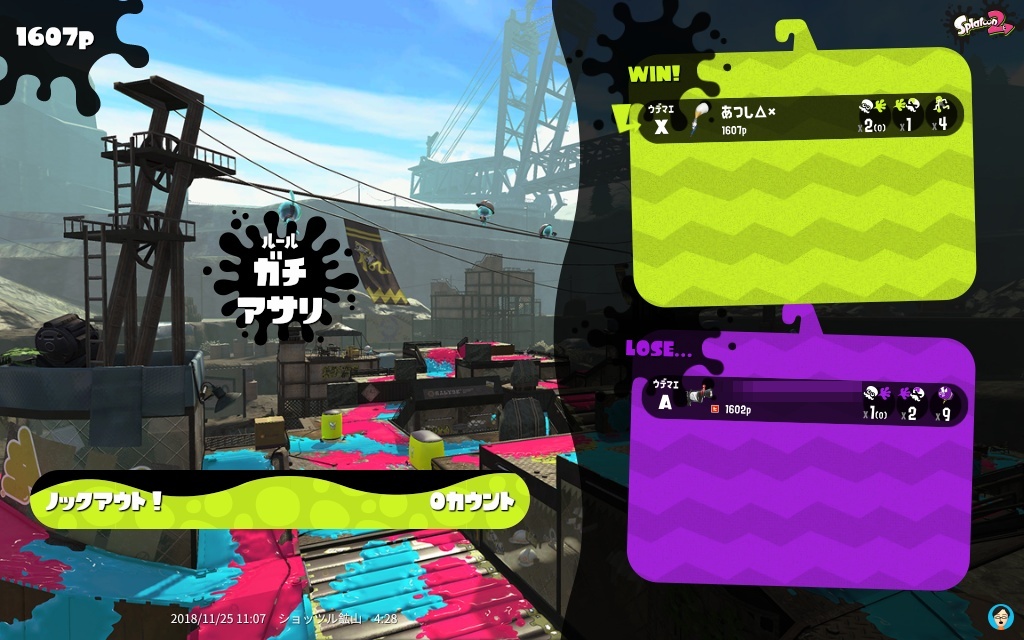 1607p
Splatoon 2
WIN!
ウデマエ
X
あつし△×
1607p
x2(0)
x1
x4
ルール
ガチ
アサリ
LOSE...
ウデマエ
A
1602p
x1(0)
x2
x9
ノックアウト!
0カウント
2018/11/25 11:07 ショッツル鉱山 4:28